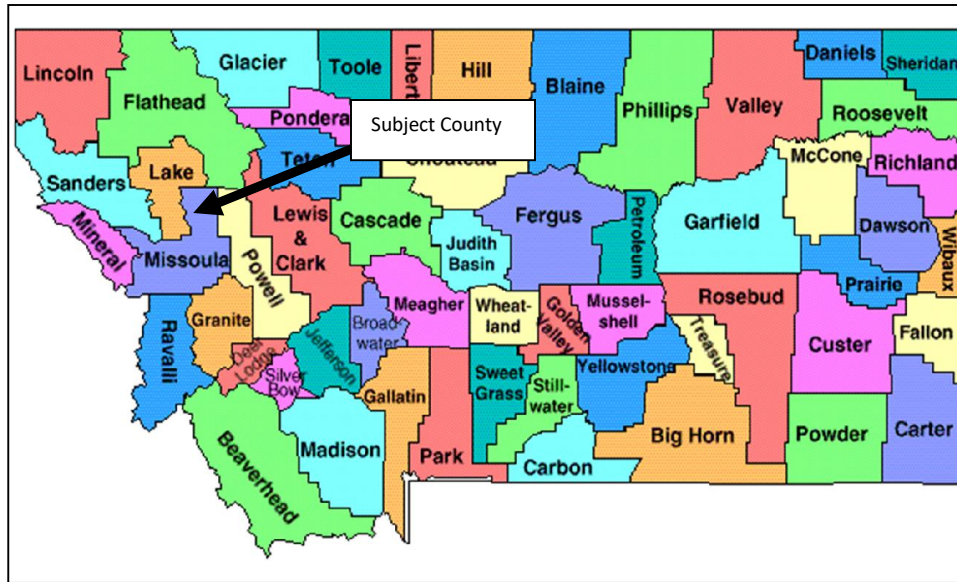 Lincoln
Flathead
Glacier
Toole
Hill
Blaine
Phillips
Valley
Daniels
Sheridan
Roosevelt
Pondera
Subject County
McCone
Richland
Sanders
Lake
Lewis
&
Clark
Cascade
Judith
Basin
Fergus
Petroleum
Garfield
Dawson
Wibaux
Mineral
Missoula
Powell
Prairie
Meagher
Wheat-
land
Golden
Valley
Mussel-
shell
Rosebud
Treasure
Custer
Fallon
Ravalli
Granite
Deer
Lodge
Silver
Bow
Jefferson
Broad-
water
Gallatin
Sweet
Grass
Still-
water
Yellowstone
Big Horn
Powder
Carter
Beaverhead
Madison
Park
Carbon